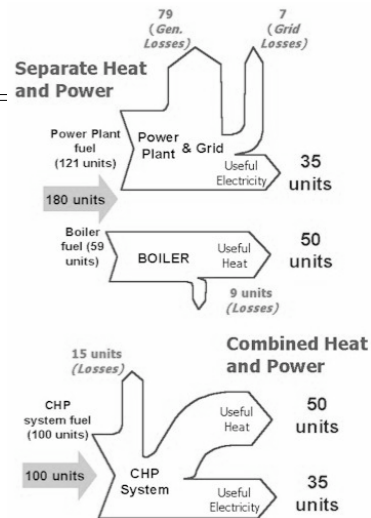 79
(Gen.
Losses)
7
(Grid
Losses)
Separate Heat
and Power
Power Plant
fuel
(121 units)
Power
Plant & Grid
Useful
Electricity
35
units
180 units
Boiler
fuel (59
units)
BOILER
Useful
Heat
50
units
9 units
(Losses)
15 units
(Losses)
Combined Heat
and Power
CHP
system fuel
(100 units)
Useful
Heat
50
units
100 units
CHP
System
Useful
Electricity
35
units